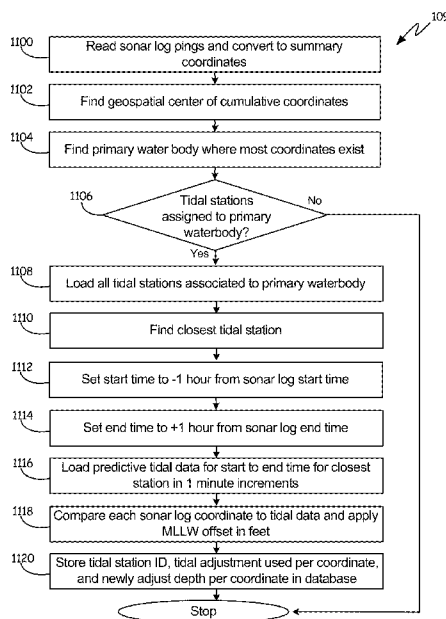 109
1100
Read sonar log pings and convert to summary
coordinates
1102
Find geospatial center of cumulative coordinates
1104
Find primary water body where most coordinates exist
1106
Tidal stations
assigned to primary
waterbody?
No
Yes
1108
Load all tidal stations associated to primary waterbody
1110
Find closest tidal station
1112
Set start time to -1 hour from sonar log start time
1114
Set end time to +1 hour from sonar log end time
1116
Load predictive tidal data for start to end time for closest
station in 1 minute increments
1118
Compare each sonar log coordinate to tidal data and apply
MLLW offset in feet
1120
Store tidal station ID, tidal adjustment used per coordinate,
and newly adjust depth per coordinate in database
Stop